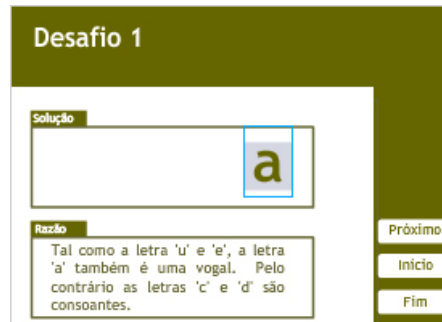 Desafio 1
Solução
a
Razão
Tal como a letra 'u' e 'e', a letra
'a' também é uma vogal. Pelo
contrário as letras 'c' e 'd' são
consoantes.
Próximo
Início
Fim